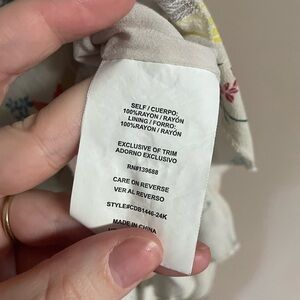 SELF / CUERPO:
100%RAYON / RAYÓN
LINING / FORRO:
100%RAYON / RAYÓN
EXCLUSIVE OF TRIM
ADORNO EXCLUSIVO
RN#139688
CARE ON REVERSE
VER AL REVERSO
STYLE#CDB1446-24K
MADE IN CHINA